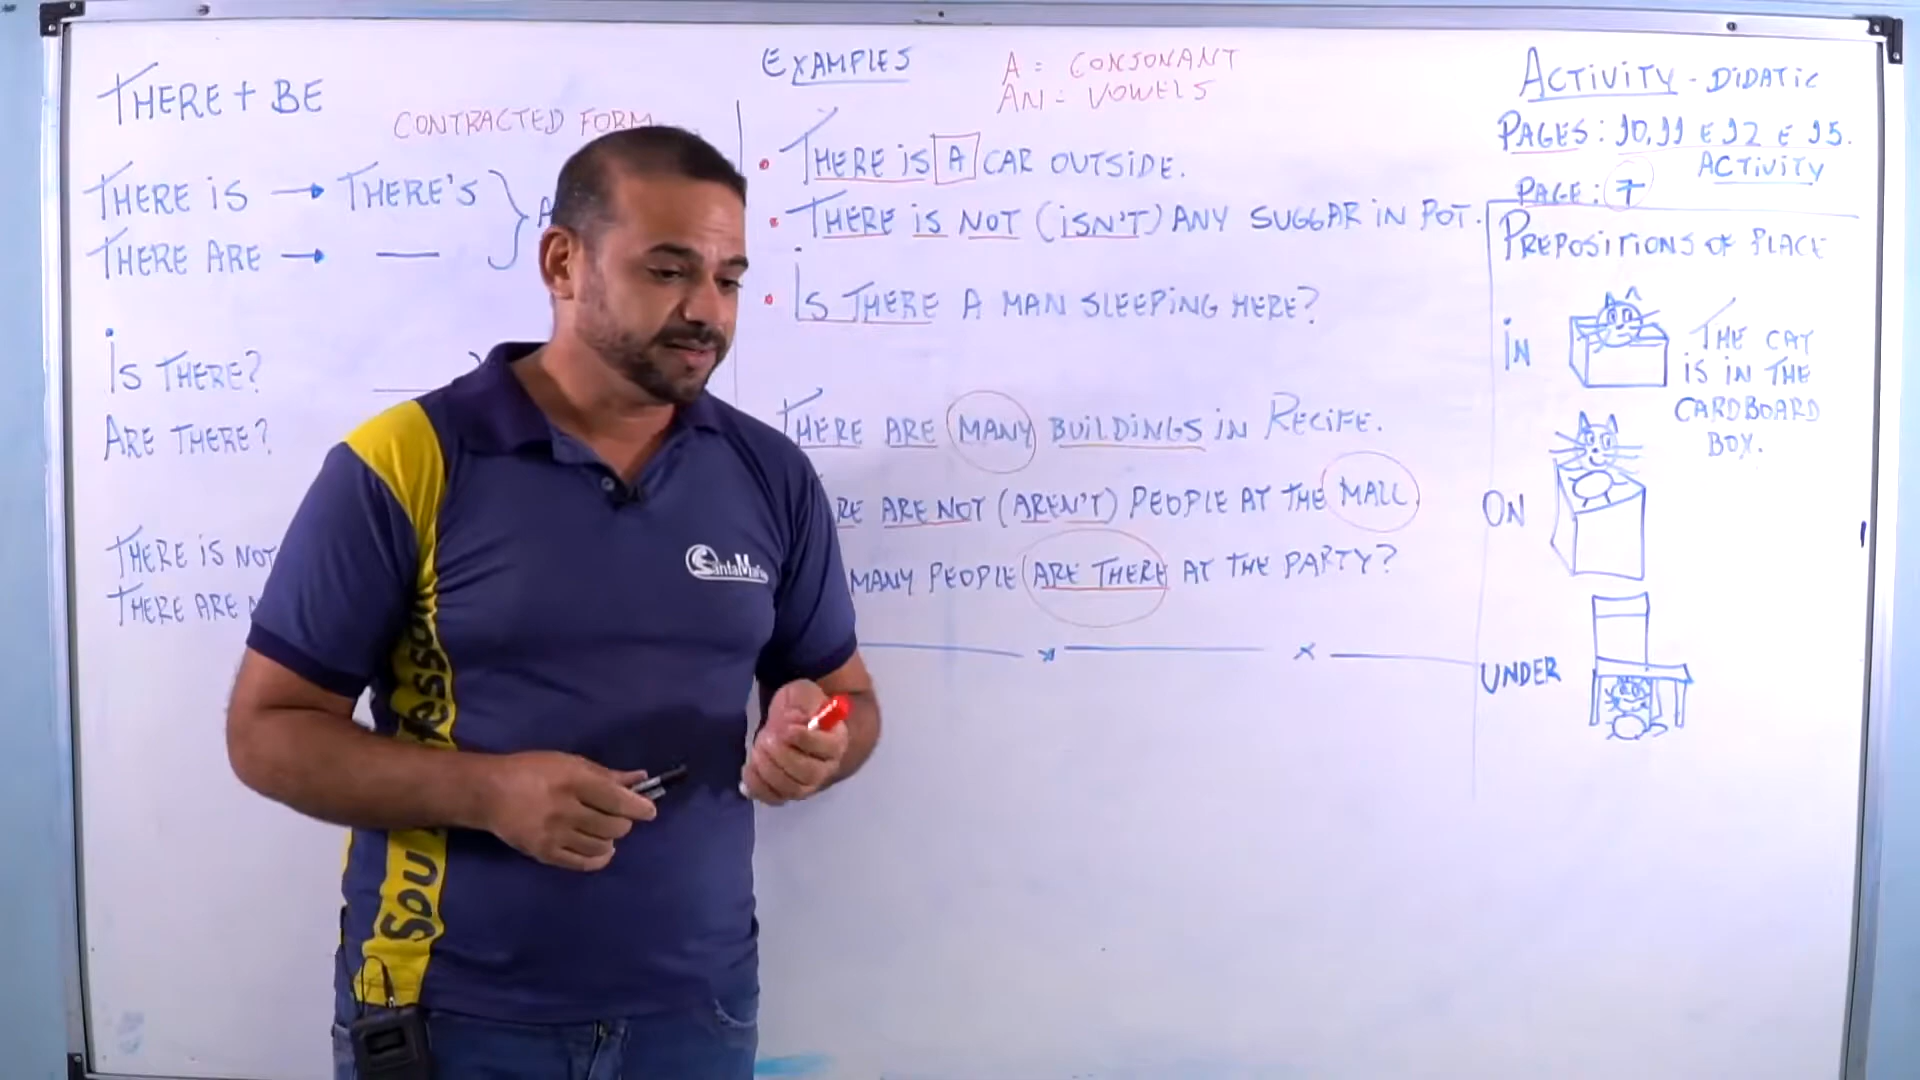 THERE + BE
CONTRACTED FORM
THERE IS → THERE'S
THERE ARE → —
IS THERE?
ARE THERE?
THERE IS NOT
THERE ARE
EXAMPLES
A = CONSONANT
AN = VOWELS
• THERE IS A CAR OUTSIDE.
• THERE IS NOT (ISN'T) ANY SUGGAR IN POT.
• IS THERE A MAN SLEEPING HERE?
THERE ARE MANY BUILDINGS IN RECIFE.
RE ARE NOT (AREN'T) PEOPLE AT THE MALL.
MANY PEOPLE ARE THERE AT THE PARTY?
ACTIVITY - DIDATIC
PAGES: 10, 11 E 12 E 15.
ACTIVITY
PAGE: 7
PREPOSITIONS OF PLACE
IN
THE CAT
IS IN THE
CARDBOARD
BOX.
ON
UNDER
SantaMaria
Sou